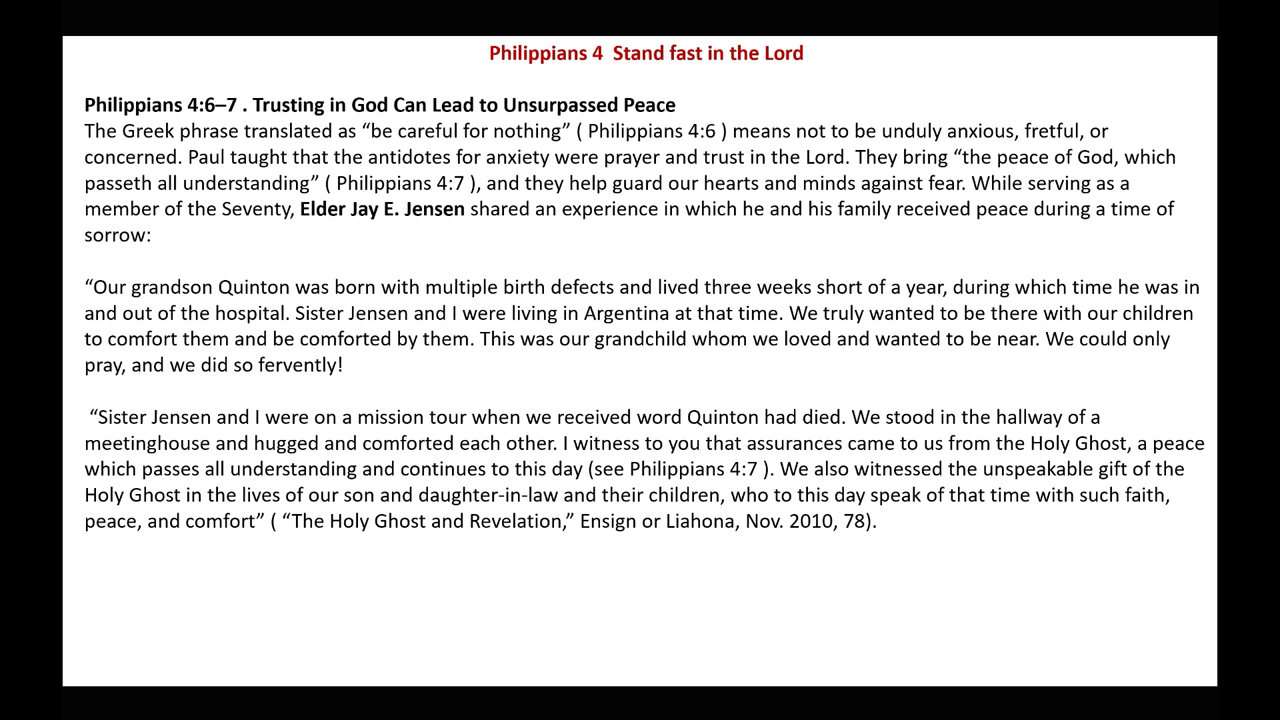 Philippians 4  Stand fast in the Lord
Philippians 4:6–7 . Trusting in God Can Lead to Unsurpassed Peace
The Greek phrase translated as “be careful for nothing” ( Philippians 4:6 ) means not to be unduly anxious, fretful, or
concerned. Paul taught that the antidotes for anxiety were prayer and trust in the Lord. They bring “the peace of God, which
passeth all understanding” ( Philippians 4:7 ), and they help guard our hearts and minds against fear. While serving as a
member of the Seventy, Elder Jay E. Jensen shared an experience in which he and his family received peace during a time of
sorrow:
“Our grandson Quinton was born with multiple birth defects and lived three weeks short of a year, during which time he was in
and out of the hospital. Sister Jensen and I were living in Argentina at that time. We truly wanted to be there with our children
to comfort them and be comforted by them. This was our grandchild whom we loved and wanted to be near. We could only
pray, and we did so fervently!
“Sister Jensen and I were on a mission tour when we received word Quinton had died. We stood in the hallway of a
meetinghouse and hugged and comforted each other. I witness to you that assurances came to us from the Holy Ghost, a peace
which passes all understanding and continues to this day (see Philippians 4:7 ). We also witnessed the unspeakable gift of the
Holy Ghost in the lives of our son and daughter-in-law and their children, who to this day speak of that time with such faith,
peace, and comfort” ( “The Holy Ghost and Revelation,” Ensign or Liahona, Nov. 2010, 78).